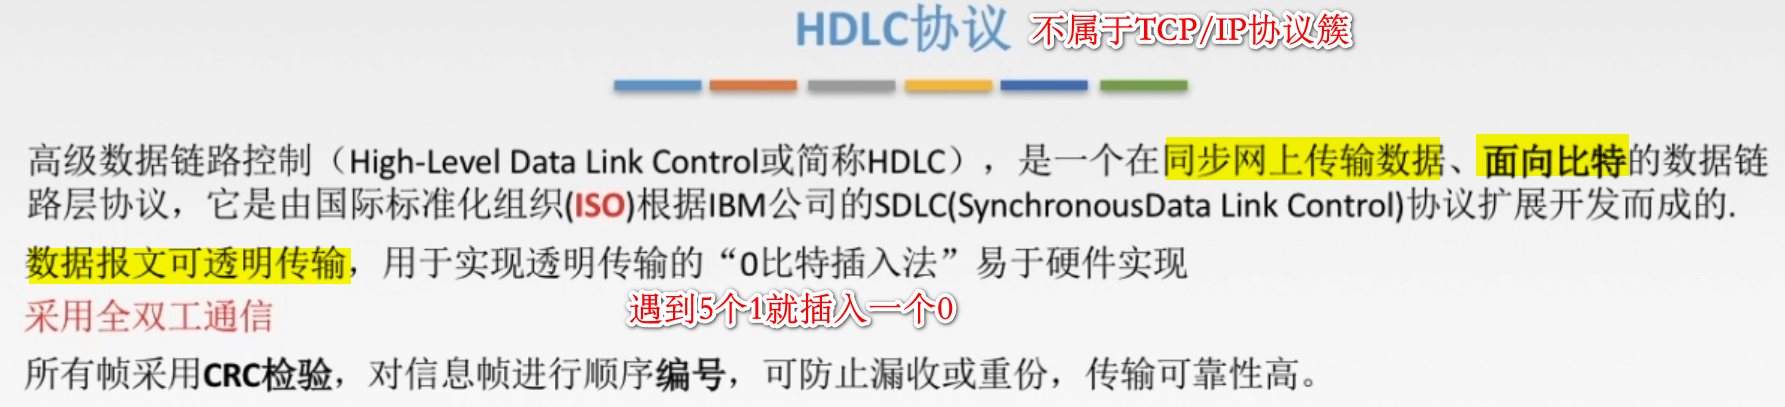 HDLC协议 不属于TCP/IP协议簇
高级数据链路控制（High-Level Data Link Control或简称HDLC），是一个在同步网上传输数据、面向比特的数据链
路层协议，它是由国际标准化组织(ISO)根据IBM公司的SDLC(SynchronousData Link Control)协议扩展开发而成的.
数据报文可透明传输，用于实现透明传输的“0比特插入法”易于硬件实现
采用全双工通信 遇到5个1就插入一个0
所有帧采用CRC检验，对信息帧进行顺序编号，可防止漏收或重份，传输可靠性高。